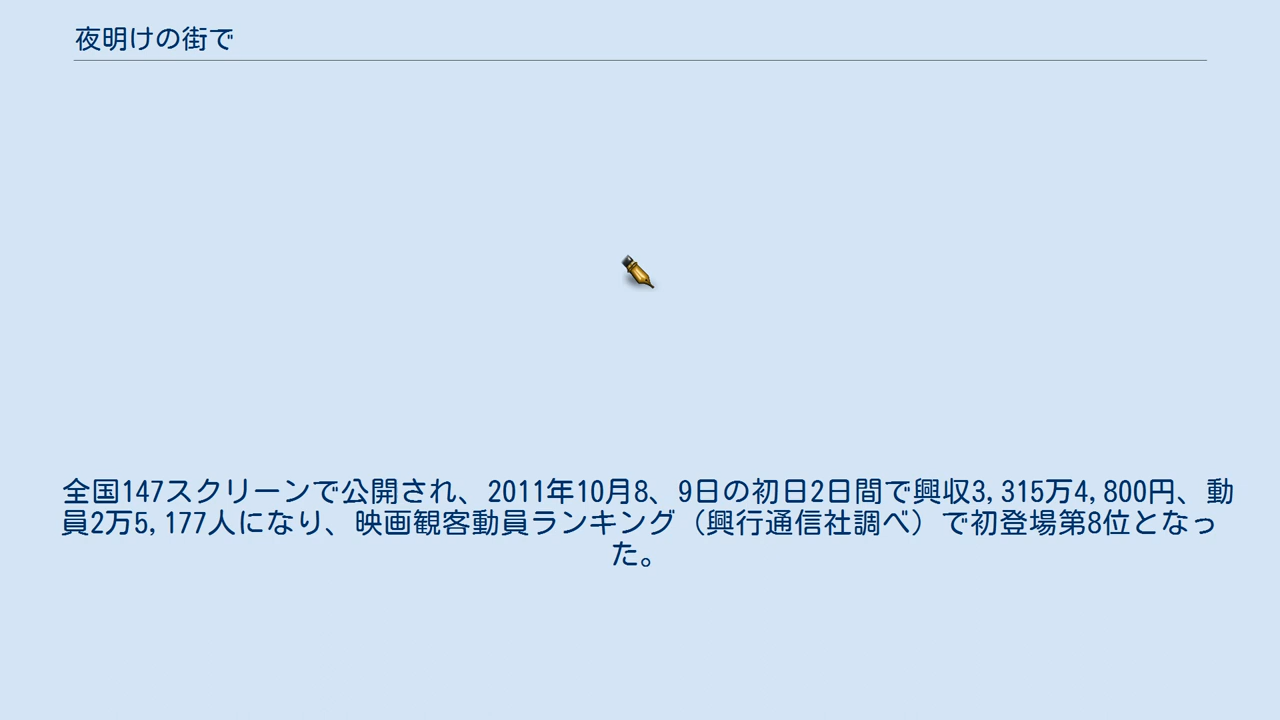 夜明けの街で
全国147スクリーンで公開され、2011年10月8、9日の初日2日間で興収3,315万4,800円、動
員2万5,177人になり、映画観客動員ランキング（興行通信社調べ）で初登場第8位となっ
た。